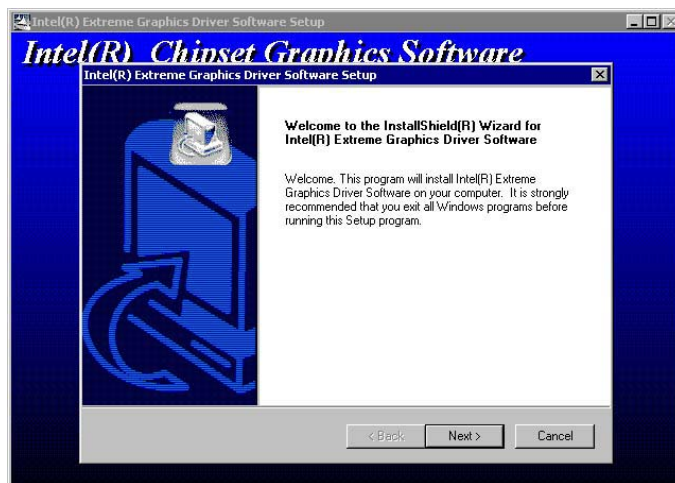 Intel(R) Extreme Graphics Driver Software Setup
Intel(R) Chipset Graphics Software
Intel(R) Extreme Graphics Driver Software Setup
Welcome to the InstallShield(R) Wizard for
Intel(R) Extreme Graphics Driver Software
Welcome. This program will install Intel(R) Extreme
Graphics Driver Software on your computer. It is strongly
recommended that you exit all Windows programs before
running this Setup program.
< Back
Next >
Cancel